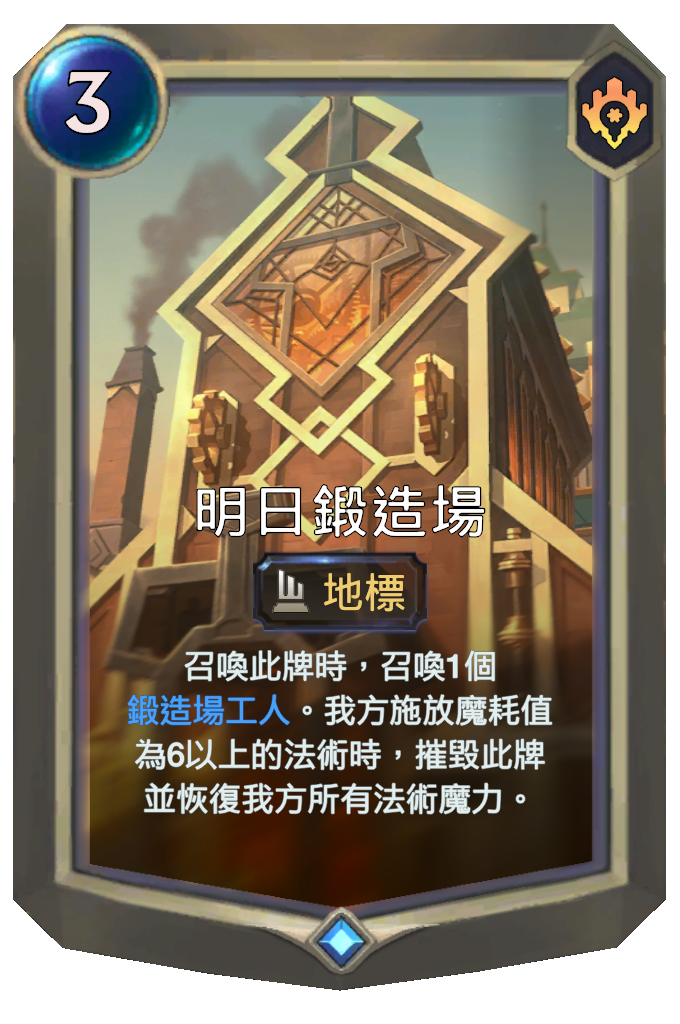 3
明日鍛造場
地標
召喚此牌時，召喚1個
鍛造場工人。我方施放魔耗值
為6以上的法術時，摧毀此牌
並恢復我方所有法術魔力。